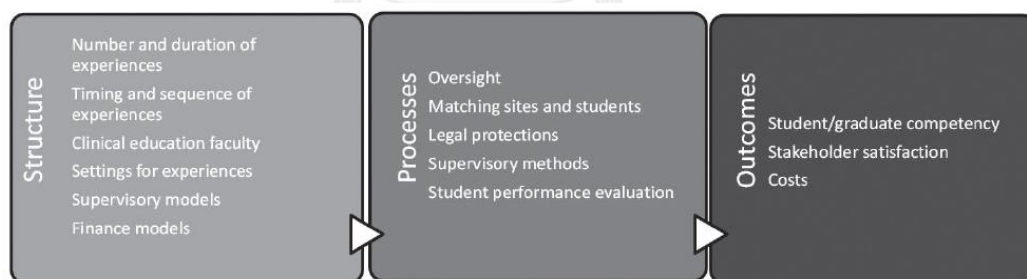 Structure
Number and duration of
experiences
Timing and sequence of
experiences
Clinical education faculty
Settings for experiences
Supervisory models
Finance models
Processes
Oversight
Matching sites and students
Legal protections
Supervisory methods
Student performance evaluation
Outcomes
Student/graduate competency
Stakeholder satisfaction
Costs